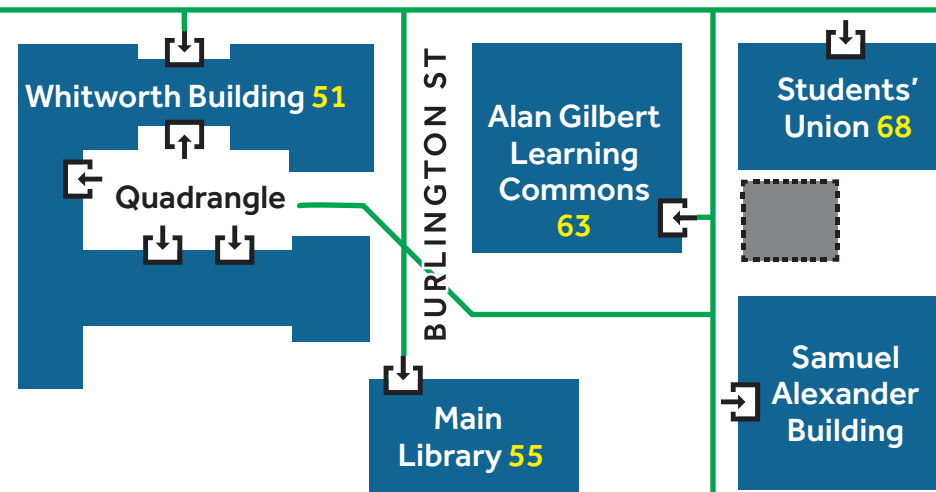 Whitworth Building 51
Quadrangle
BURLINGTON ST
Alan Gilbert
Learning
Commons
63
Students’
Union 68
Main
Library 55
Samuel
Alexander
Building